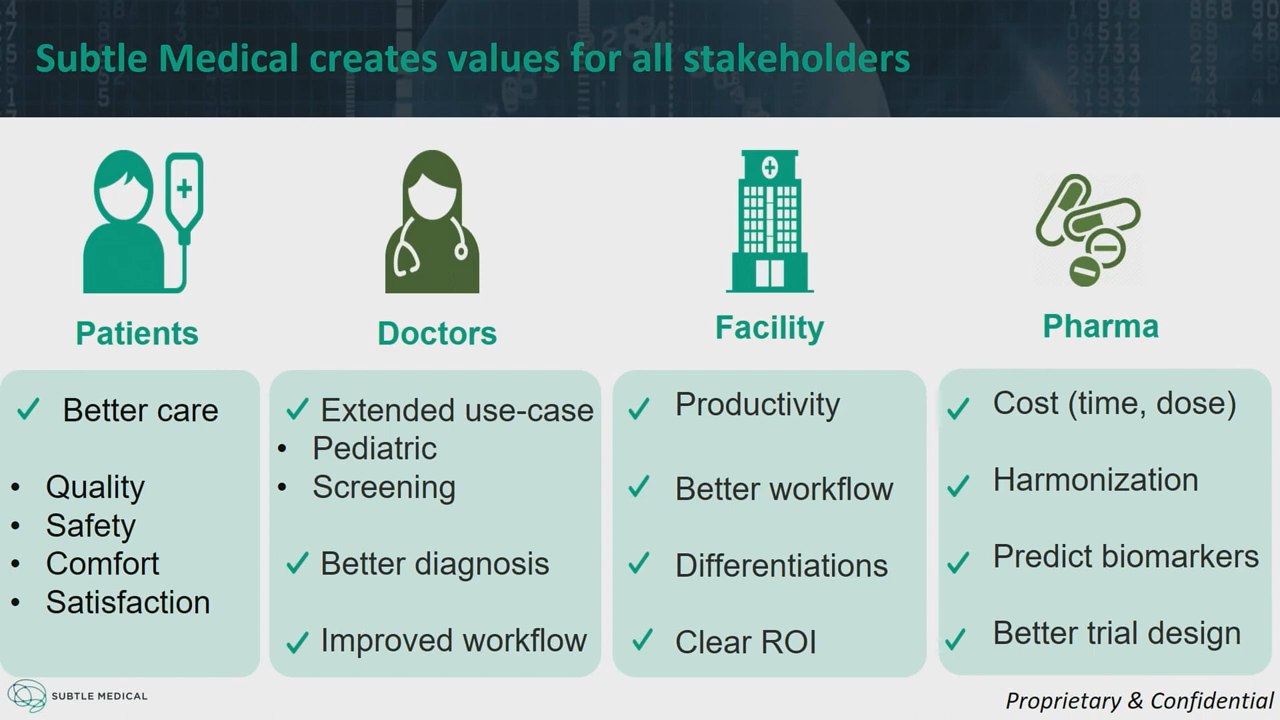 Subtle Medical creates values for all stakeholders
Patients
Doctors
Facility
Pharma
✓ Better care
• Quality
• Safety
• Comfort
• Satisfaction
✓ Extended use-case
• Pediatric
• Screening
✓ Better diagnosis
✓ Improved workflow
✓ Productivity
✓ Better workflow
✓ Differentiations
✓ Clear ROI
✓ Cost (time, dose)
✓ Harmonization
✓ Predict biomarkers
✓ Better trial design
SUBTLE MEDICAL
Proprietary & Confidential